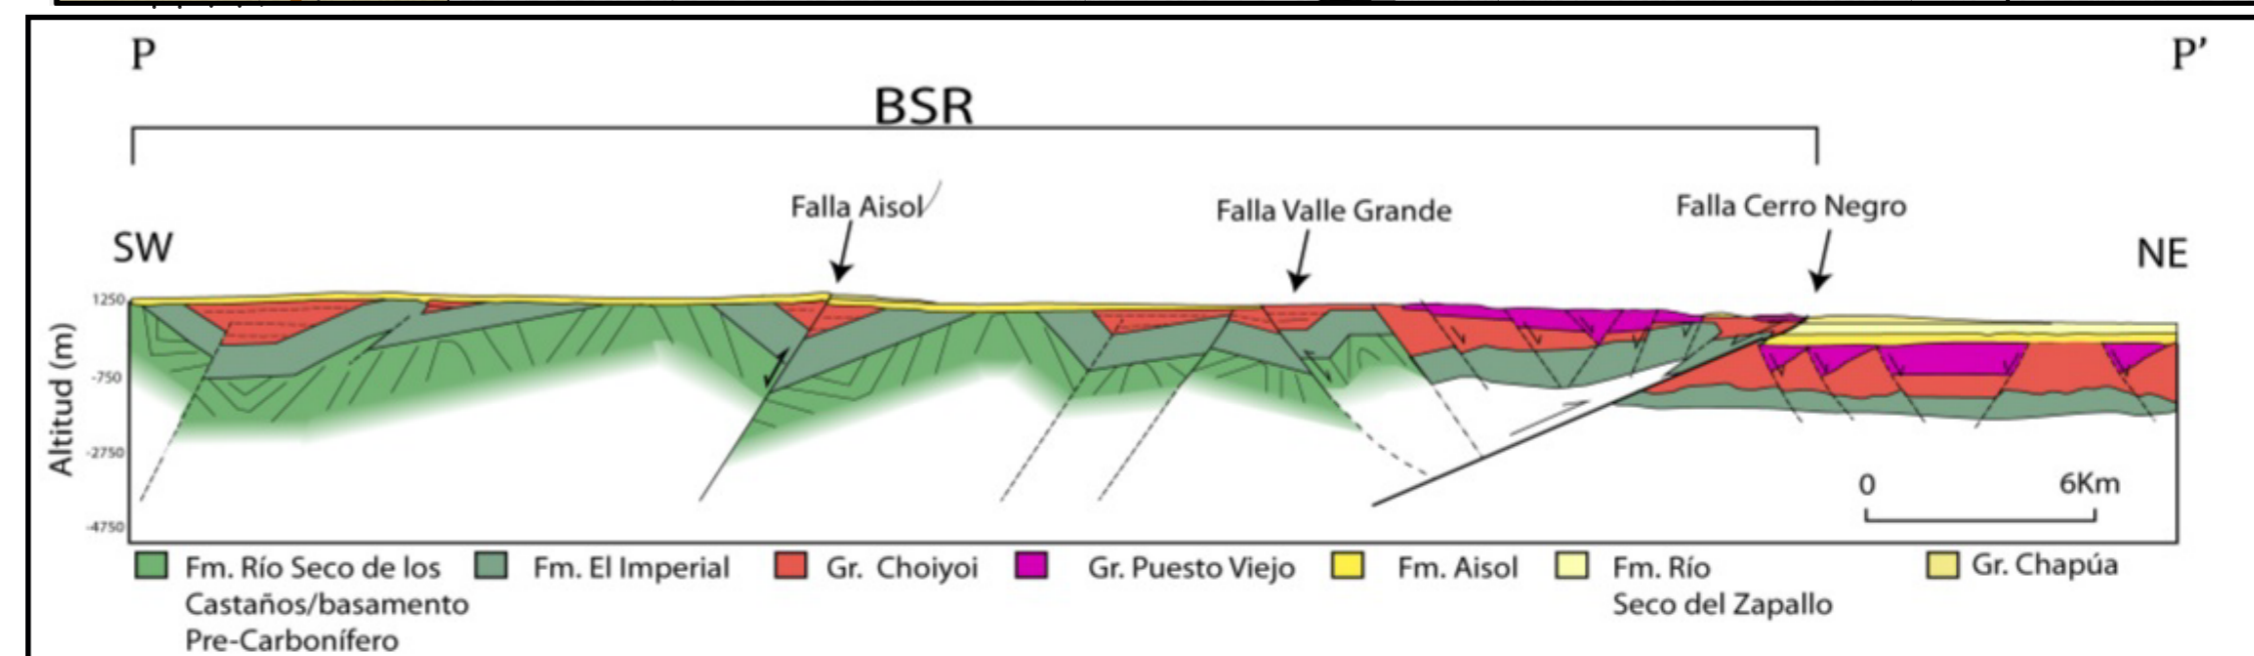 P
P’
BSR
Falla Aisol
Falla Valle Grande
Falla Cerro Negro
SW
NE
Altitud (m)
1250
-750
-2750
-4750
0
6Km
Fm. Río Seco de los
Castaños/basamento
Pre-Carbonífero
Fm. El Imperial
Gr. Choiyoi
Gr. Puesto Viejo
Fm. Aisol
Fm. Río
Seco del Zapallo
Gr. Chapúa